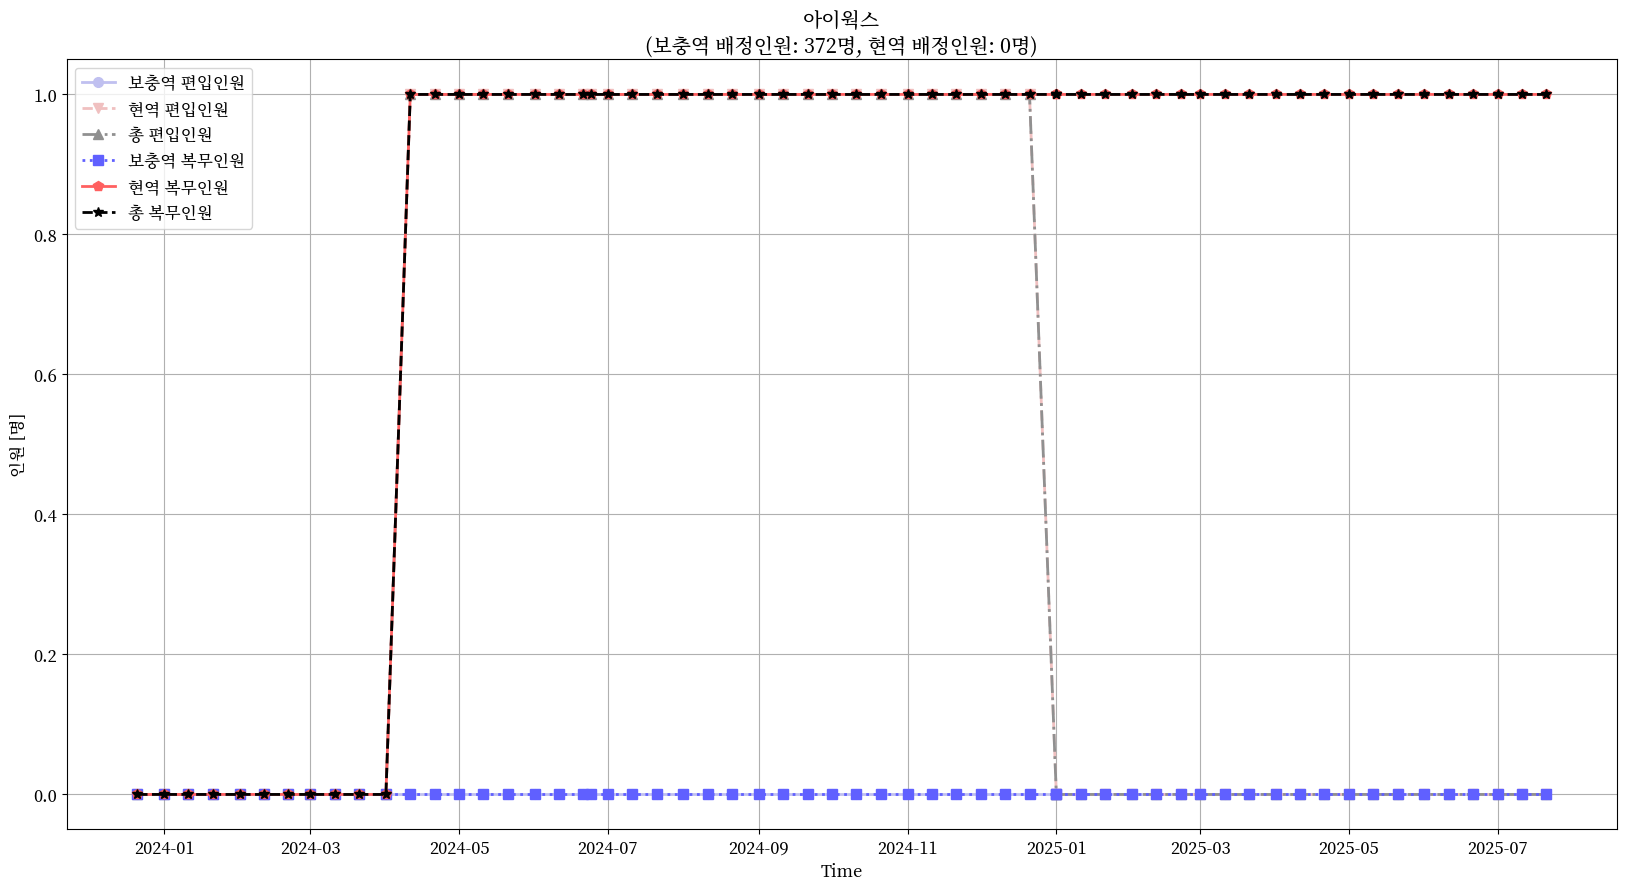 아이웍스
(보충역 배정인원: 372명, 현역 배정인원: 0명)
보충역 편입인원
현역 편입인원
총 편입인원
보충역 복무인원
현역 복무인원
총 복무인원
인원 [명]
1.0
0.8
0.6
0.4
0.2
0.0
2024-01 2024-03 2024-05 2024-07 2024-09 2024-11 2025-01 2025-03 2025-05 2025-07
Time